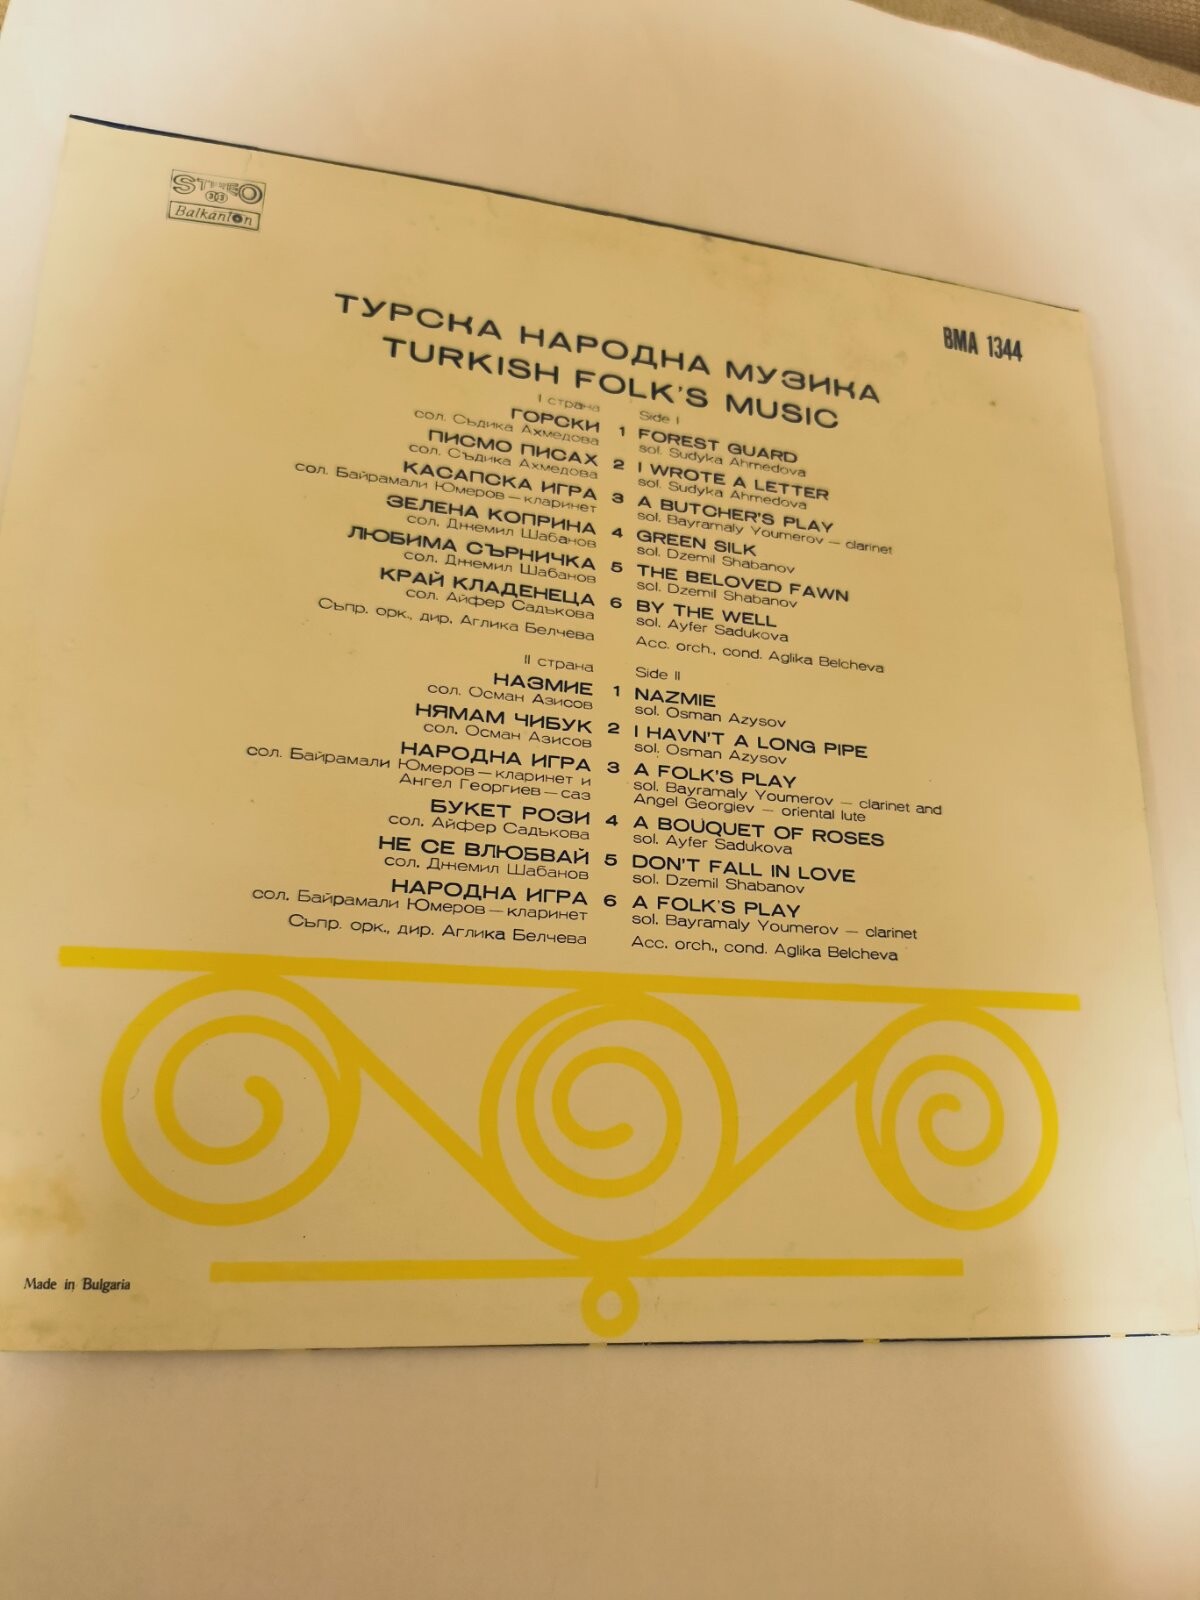 STEREO
33
Balkanton
ВМА 1344
ТУРСКА НАРОДНА МУЗИКА
TURKISH FOLK'S MUSIC
I страна
ГОРСКИ 1
сол. Съдика Ахмедова
ПИСМО ПИСАХ 2
сол. Съдика Ахмедова
КАСАПСКА ИГРА 3
сол. Байрамали Юмеров — кларинет
ЗЕЛЕНА КОПРИНА 4
сол. Джемил Шабанов
ЛЮБИМА СЪРНИЧКА 5
сол. Джемил Шабанов
КРАЙ КЛАДЕНЕЦА 6
сол. Айфер Садъкова
Съпр. орк., дир. Аглика Белчева
Side I
FOREST GUARD
sol. Sudyka Ahmedova
I WROTE A LETTER
sol. Sudyka Ahmedova
A BUTCHER'S PLAY
sol. Bayramaly Youmerov — clarinet
GREEN SILK
sol. Dzemil Shabanov
THE BELOVED FAWN
sol. Dzemil Shabanov
BY THE WELL
sol. Ayfer Sadukova
Acc. orch., cond. Aglika Belcheva
II страна
НАЗМИЕ 1
сол. Осман Азисов
НЯМАМ ЧИБУК 2
сол. Осман Азисов
НАРОДНА ИГРА 3
сол. Байрамали Юмеров — кларинет и
Ангел Георгиев — саз
БУКЕТ РОЗИ 4
сол. Айфер Садъкова
НЕ СЕ ВЛЮБВАЙ 5
сол. Джемил Шабанов
НАРОДНА ИГРА 6
сол. Байрамали Юмеров — кларинет
Съпр. орк., дир. Аглика Белчева
Side II
NAZMIE
sol. Osman Azysov
I HAVN'T A LONG PIPE
sol. Osman Azysov
A FOLK'S PLAY
sol. Bayramaly Youmerov — clarinet and
Angel Georgiev — oriental lute
A BOUQUET OF ROSES
sol. Ayfer Sadukova
DON'T FALL IN LOVE
sol. Dzemil Shabanov
A FOLK'S PLAY
sol. Bayramaly Youmerov — clarinet
Acc. orch., cond. Aglika Belcheva
Made in Bulgaria